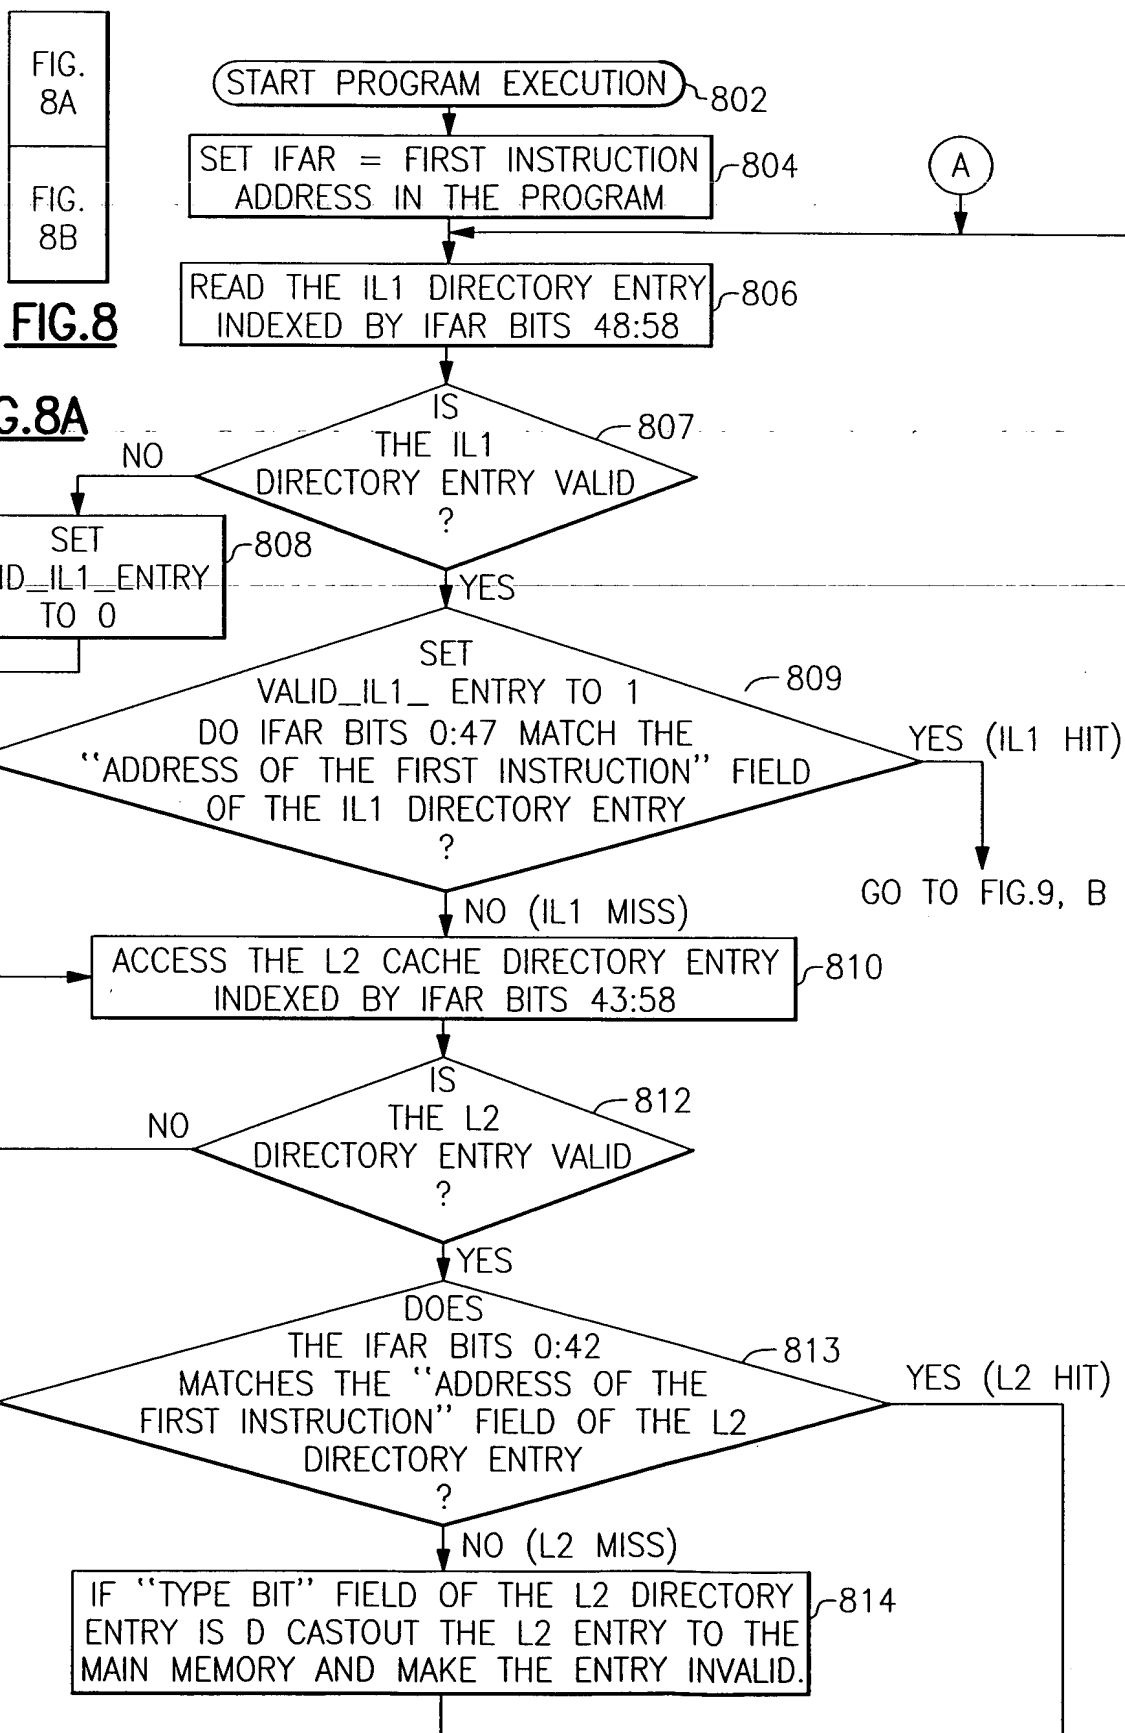 FIG.
8A
FIG.
8B
FIG.8
G.8A
START PROGRAM EXECUTION
802
SET IFAR = FIRST INSTRUCTION
ADDRESS IN THE PROGRAM
804
A
READ THE IL1 DIRECTORY ENTRY
INDEXED BY IFAR BITS 48:58
806
IS
THE IL1
DIRECTORY ENTRY VALID
?
807
NO
SET
ID_IL1_ENTRY
TO 0
808
YES
SET
VALID_IL1_ ENTRY TO 1
DO IFAR BITS 0:47 MATCH THE
“ADDRESS OF THE FIRST INSTRUCTION” FIELD
OF THE IL1 DIRECTORY ENTRY
?
809
YES (IL1 HIT)
GO TO FIG.9, B
NO (IL1 MISS)
ACCESS THE L2 CACHE DIRECTORY ENTRY
INDEXED BY IFAR BITS 43:58
810
IS
THE L2
DIRECTORY ENTRY VALID
?
812
NO
YES
DOES
THE IFAR BITS 0:42
MATCHES THE “ADDRESS OF THE
FIRST INSTRUCTION” FIELD OF THE L2
DIRECTORY ENTRY
?
813
YES (L2 HIT)
NO (L2 MISS)
IF “TYPE BIT” FIELD OF THE L2 DIRECTORY
ENTRY IS D CASTOUT THE L2 ENTRY TO THE
MAIN MEMORY AND MAKE THE ENTRY INVALID.
814